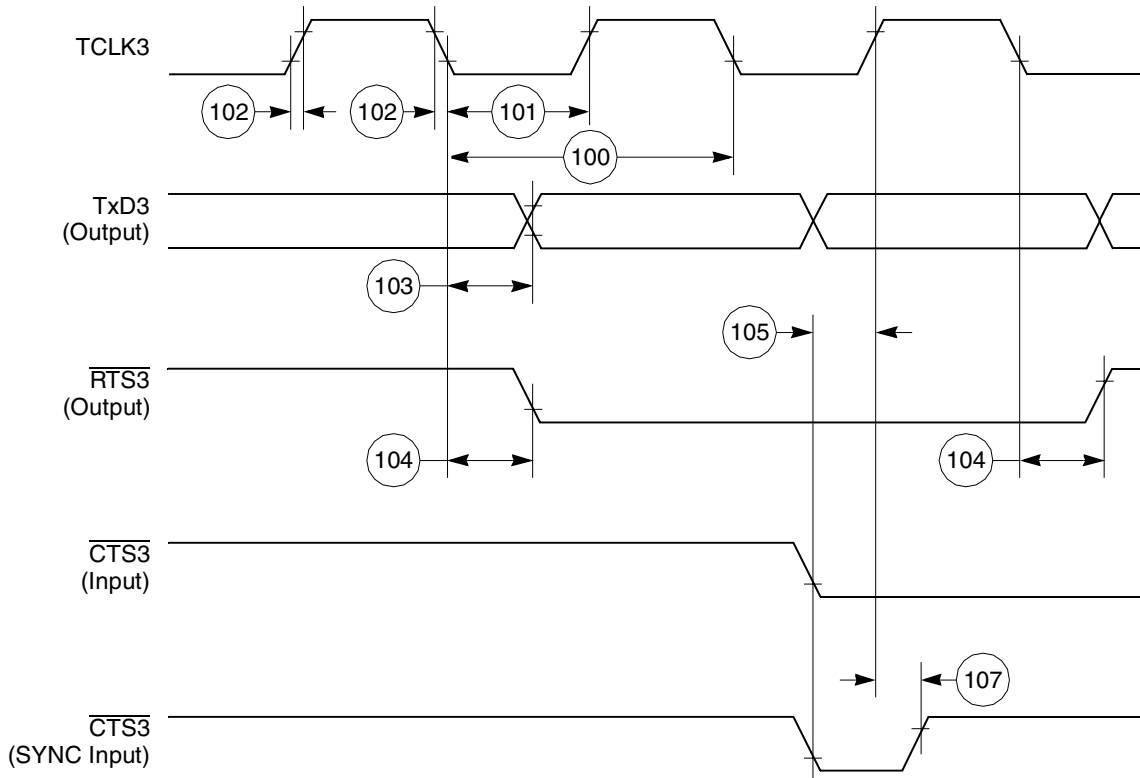 TCLK3
102
102
101
100
TxD3
(Output)
103
105
RTS3
(Output)
104
104
CTS3
(Input)
107
CTS3
(SYNC Input)